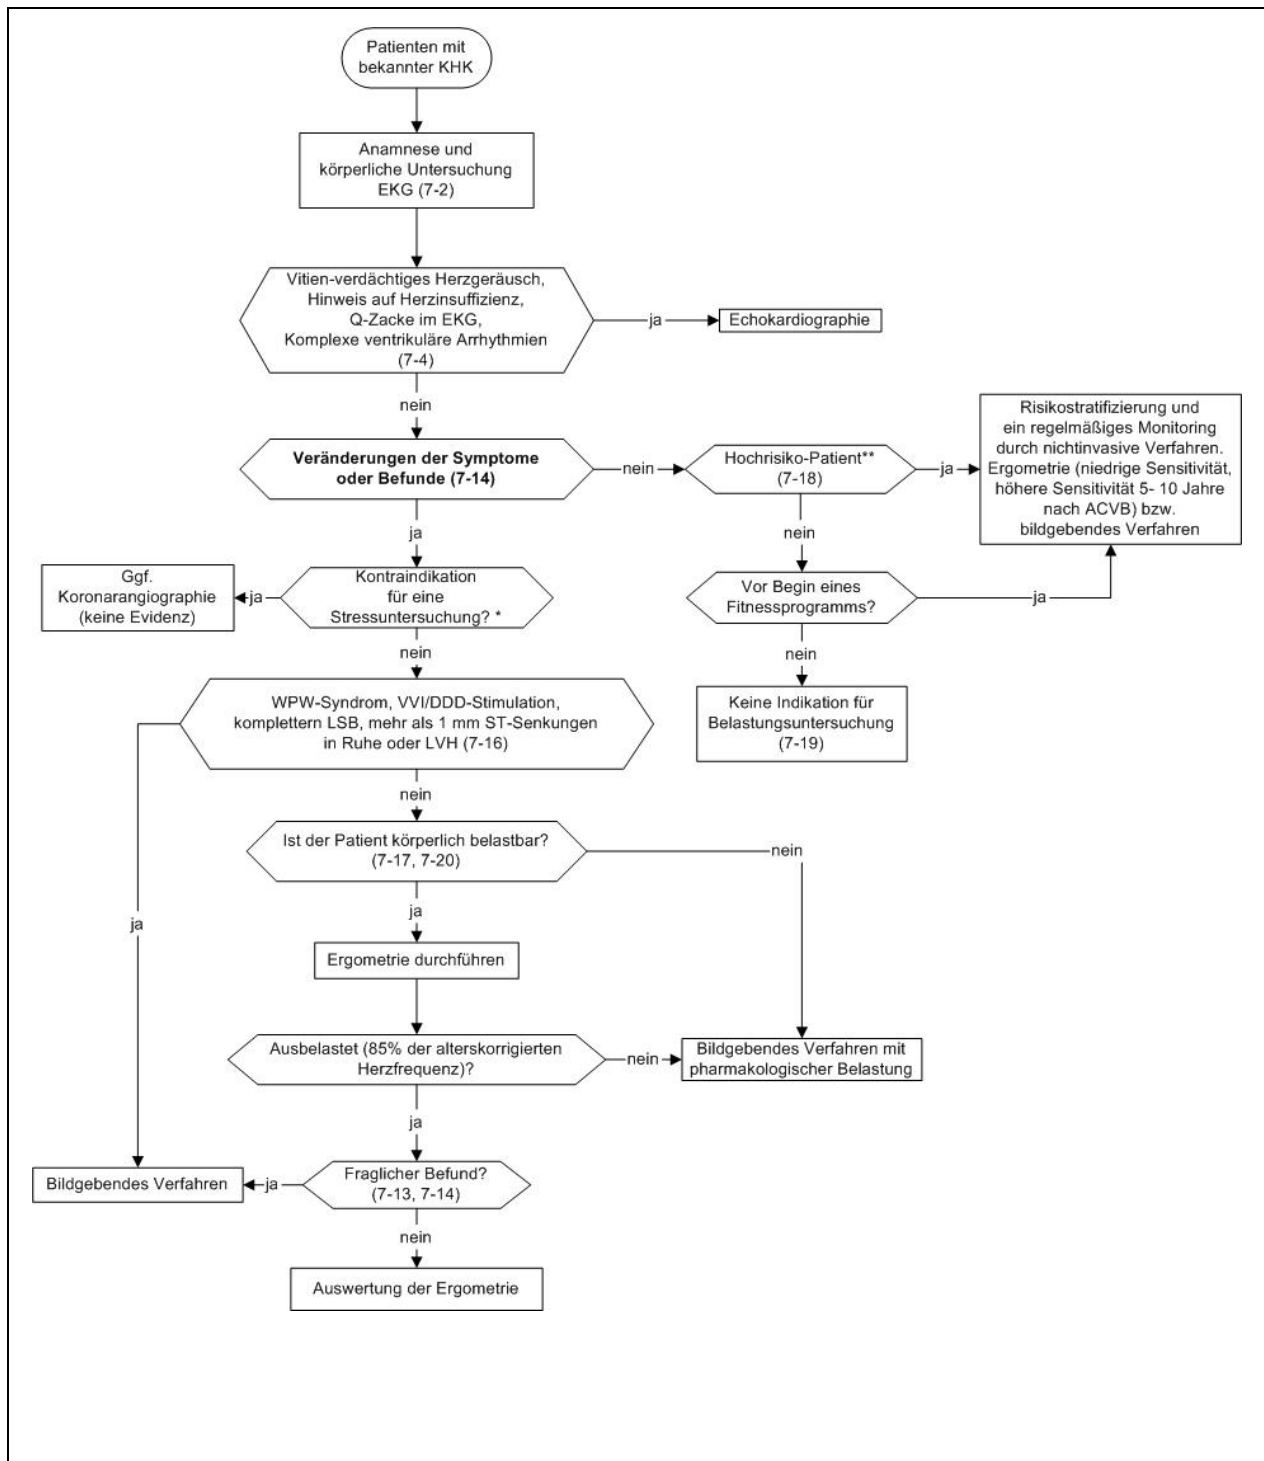 Patienten mit
bekannter KHK
Anamnese und
körperliche Untersuchung
EKG (7-2)
Vitien-verdächtiges Herzgeräusch,
Hinweis auf Herzinsuffizienz,
Q-Zacke im EKG,
Komplexe ventrikuläre Arrhythmien
(7-4)
ja
Echokardiographie
nein
Veränderungen der Symptome
oder Befunde (7-14)
nein
Hochrisiko-Patient**
(7-18)
ja
Risikostratifizierung und
ein regelmäßiges Monitoring
durch nichtinvasive Verfahren.
Ergometrie (niedrige Sensitivität,
höhere Sensitivität 5- 10 Jahre
nach ACVB) bzw.
bildgebendes Verfahren
ja
nein
Ggf.
Koronarangiographie
(keine Evidenz)
ja
Kontraindikation
für eine
Stressuntersuchung? *
Vor Begin eines
Fitnessprogramms?
ja
nein
nein
WPW-Syndrom, VVI/DDD-Stimulation,
komplettern LSB, mehr als 1 mm ST-Senkungen
in Ruhe oder LVH (7-16)
Keine Indikation für
Belastungsuntersuchung
(7-19)
nein
Ist der Patient körperlich belastbar?
(7-17, 7-20)
nein
ja
ja
Ergometrie durchführen
Ausbelastet (85% der alterskorrigierten
Herzfrequenz)?
nein
Bildgebendes Verfahren mit
pharmakologischer Belastung
ja
Bildgebendes Verfahren
ja
Fraglicher Befund?
(7-13, 7-14)
nein
Auswertung der Ergometrie